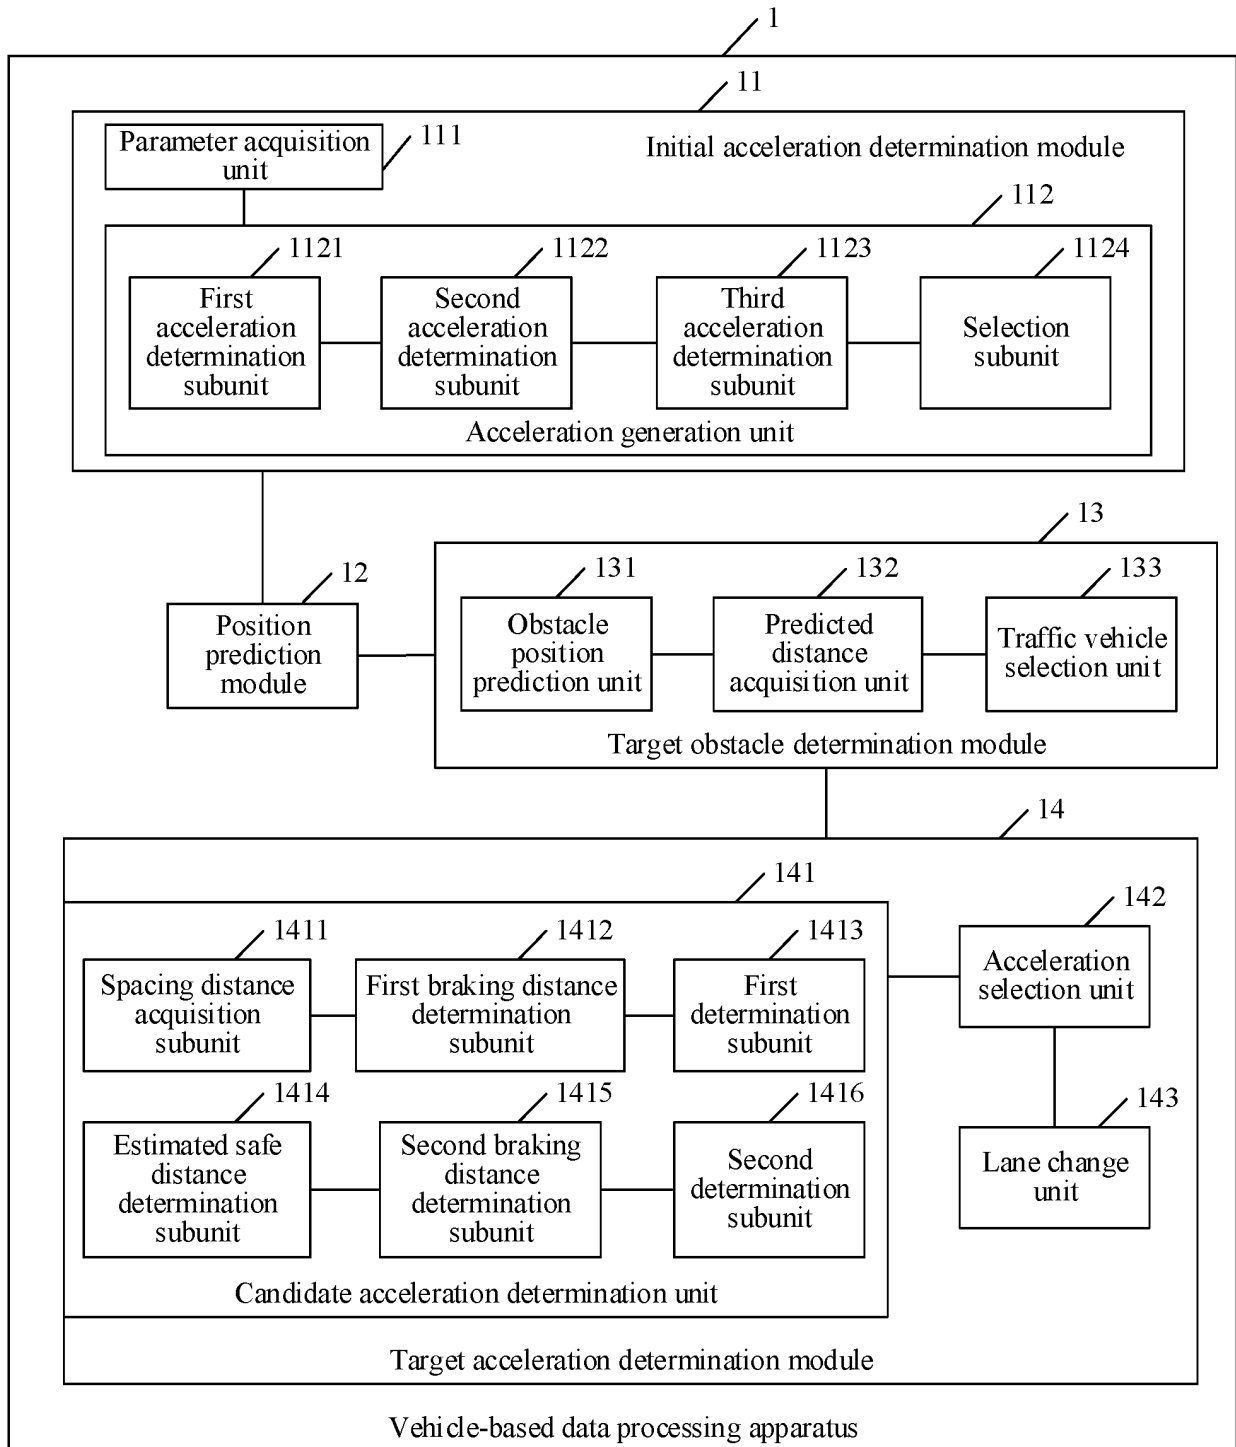 1
11
Parameter acquisition
unit
111
Initial acceleration determination module
112
1121
1122
1123
1124
First
acceleration
determination
subunit
Second
acceleration
determination
subunit
Third
acceleration
determination
subunit
Selection
subunit
Acceleration generation unit
13
12
131
132
133
Position
prediction
module
Obstacle
position
prediction unit
Predicted
distance
acquisition unit
Traffic vehicle
selection unit
Target obstacle determination module
14
141
142
1411
1412
1413
Spacing distance
acquisition
subunit
First braking distance
determination
subunit
First
determination
subunit
Acceleration
selection unit
1414
1415
1416
143
Estimated safe
distance
determination
subunit
Second braking
distance
determination
subunit
Second
determination
subunit
Lane change
unit
Candidate acceleration determination unit
Target acceleration determination module
Vehicle-based data processing apparatus